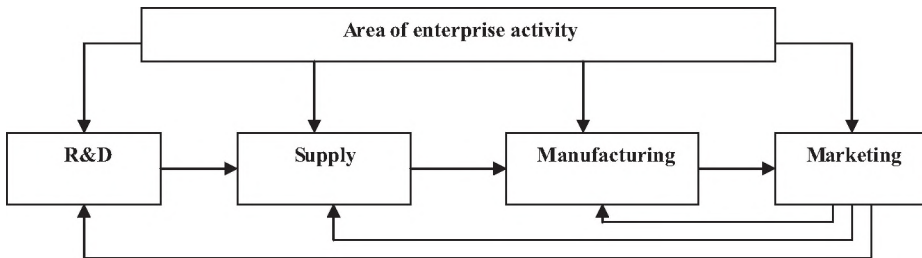 Area of enterprise activity
R&D
Supply
Manufacturing
Marketing